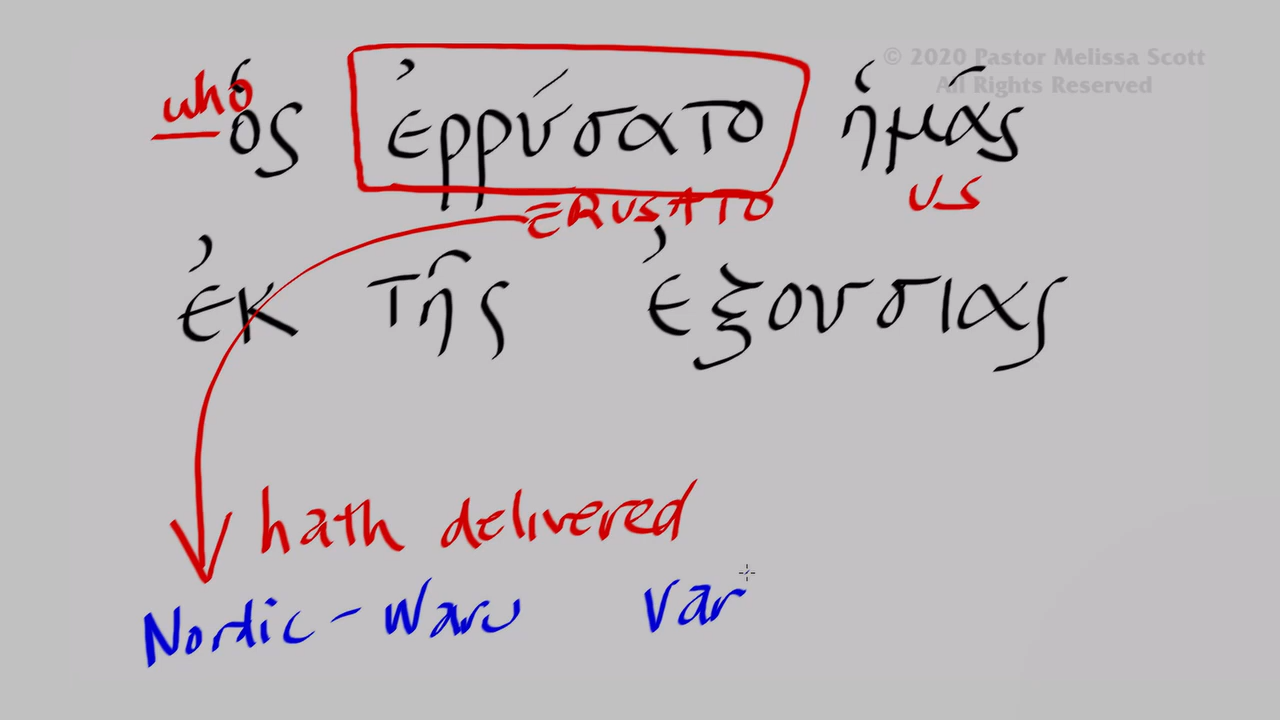 © 2020 Pastor Melissa Scott
All Rights Reserved
who
ὁς ἐρρύσατο ἡμᾶς
ERUSATO us
ἐκ τῆς ἐξουσιας
hath delivered
Nordic - Waru var